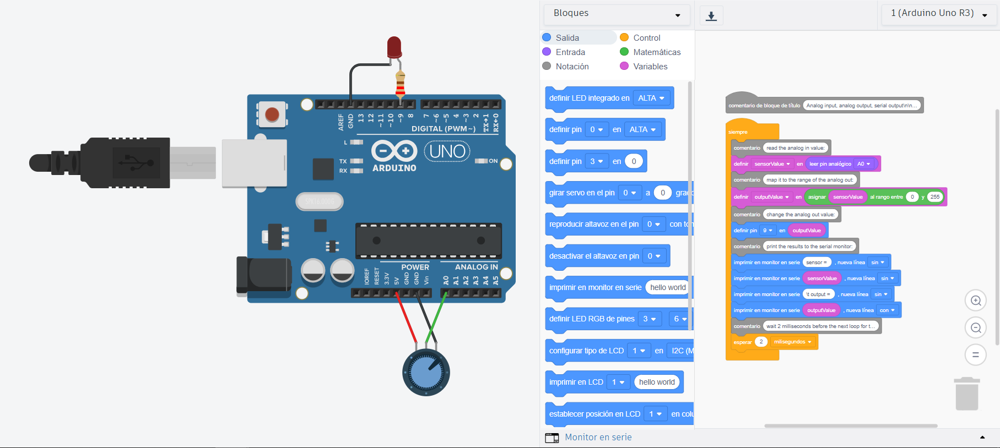 Bloques
1 (Arduino Uno R3)
Salida
Control
Entrada
Matemáticas
Notación
Variables
definir LED integrado en ALTA
definir pin 0 en ALTA
definir pin 3 en 0
girar servo en el pin 0 a 0 grad
reproducir altavoz en el pin 0 con ton
desactivar el altavoz en pin 0
imprimir en monitor en serie hello world
definir LED RGB de pines 3 6
configurar tipo de LCD 1 en I2C (M
imprimir en LCD 1 hello world
establecer posición en LCD 1 en colu
Monitor en serie
comentario de bloque de título Analog input, analog output, serial output\n\n...
siempre
comentario read the analog in value:
definir sensorValue en leer pin analógico A0
comentario map it to the range of the analog out:
definir outputValue en asignar sensorValue al rango entre 0 y 255
comentario change the analog out value:
definir pin 9 en outputValue
comentario print the results to the serial monitor:
imprimir en monitor en serie sensor = , nueva línea sin
imprimir en monitor en serie sensorValue , nueva línea sin
imprimir en monitor en serie \t output = , nueva línea sin
imprimir en monitor en serie outputValue , nueva línea con
comentario wait 2 milliseconds before the next loop for t...
esperar 2 milisegundos
AREF
GND
13
12
~11
~10
~9
8
7
~6
~5
4
~3
2
TX→1
RX←0
DIGITAL (PWM~)
L
TX
RX
ARDUINO
UNO
ON
SPK16.000G
POWER
ANALOG IN
IOREF
RESET
3.3V
5V
GND
GND
Vin
A0
A1
A2
A3
A4
A5